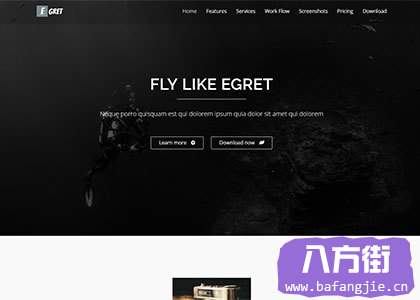 E GRET
Home Features Services Work Flow Screenshots Pricing Download
FLY LIKE EGRET
Neque porro quisquam est qui dolorem ipsum quia dolor sit amet qui dolorem
Learn more
Download now
八方街
www.bafangjie.cn